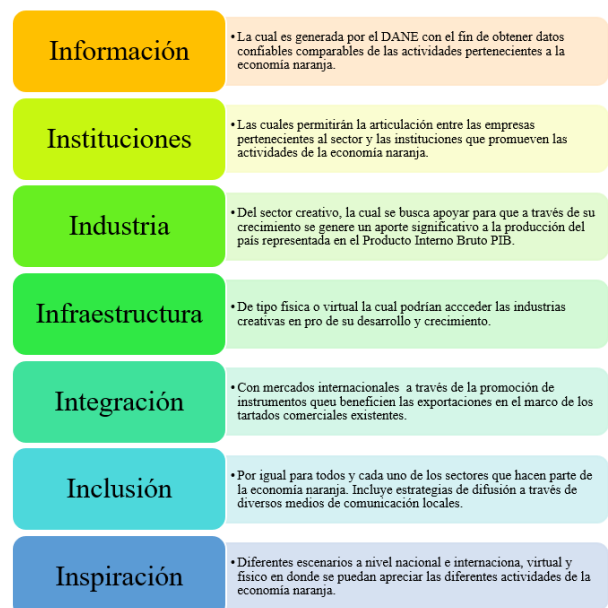 Información
• La cual es generada por el DANE con el fín de obtener datos
confiables comparables de las actividades pertenecientes a la
economía naranja.
Instituciones
• Las cuales permitirán la articulación entre las empresas
pertenecientes al sector y las instituciones que promueven las
actividades de la economía naranja.
Industria
• Del sector creativo, la cual se busca apoyar para que a través de su
crecimiento se genere un aporte significativo a la producción del
país representada en el Producto Interno Bruto PIB.
Infraestructura
• De tipo física o virtual la cual podrían accceder las industrias
creativas en pro de su desarrollo y crecimiento.
Integración
• Con mercados internacionales a través de la promoción de
instrumentos queu beneficien las exportaciones en el marco de los
tartados comerciales existentes.
Inclusión
• Por igual para todos y cada uno de los sectores que hacen parte de
la economía naranja. Incluye estrategias de difusión a través de
diversos medios de comunicación locales.
Inspiración
• Diferentes escenarios a nivel nacional e internaciona, virtual y
físico en donde se puedan apreciar las diferentes actividades de la
economía naranja.